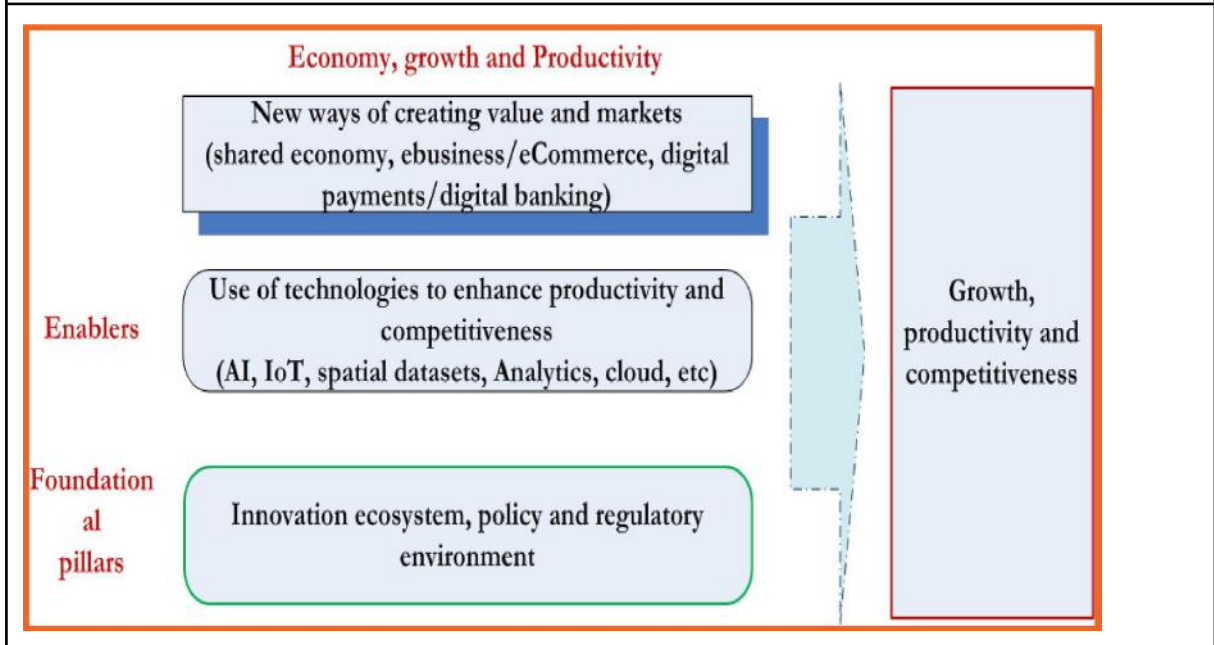 Economy, growth and Productivity
New ways of creating value and markets
(shared economy, ebusiness/eCommerce, digital
payments/digital banking)
Enablers
Use of technologies to enhance productivity and
competitiveness
(AI, IoT, spatial datasets, Analytics, cloud, etc)
Foundation
al
pillars
Innovation ecosystem, policy and regulatory
environment
Growth,
productivity and
competitiveness